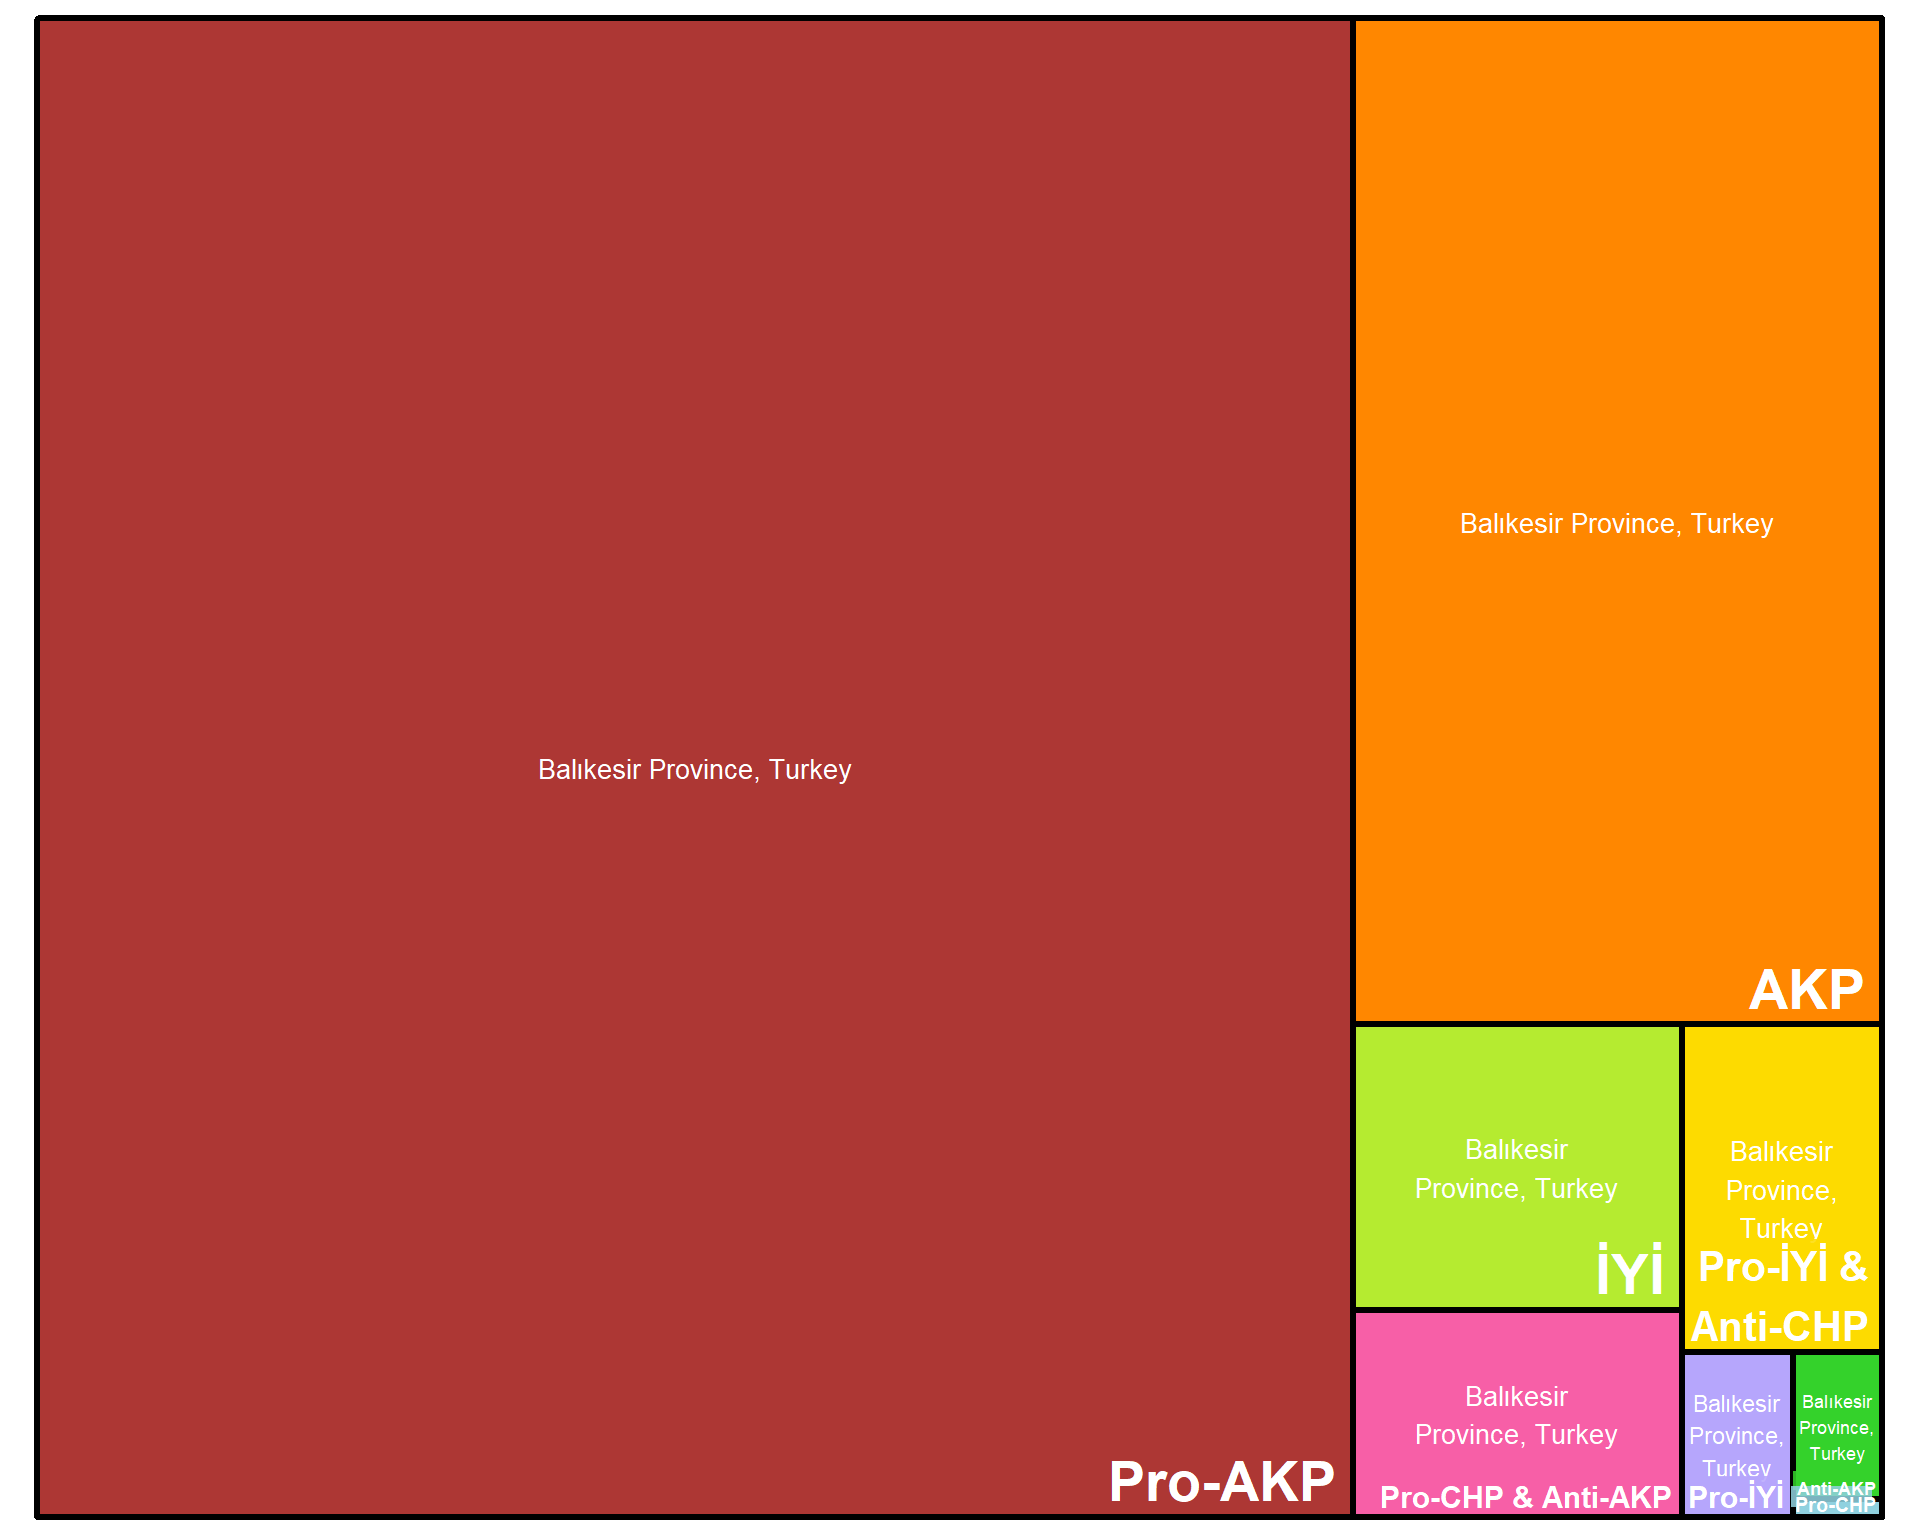 Balıkesir Province, Turkey
Pro-AKP
Balıkesir Province, Turkey
AKP
Balıkesir
Province, Turkey
İYİ
Balıkesir
Province,
Turkey
Pro-İYİ &
Anti-CHP
Balıkesir
Province, Turkey
Pro-CHP & Anti-AKP
Balıkesir
Province,
Turkey
Pro-İYİ
Balıkesir
Province,
Turkey
Anti-AKP
Pro-CHP